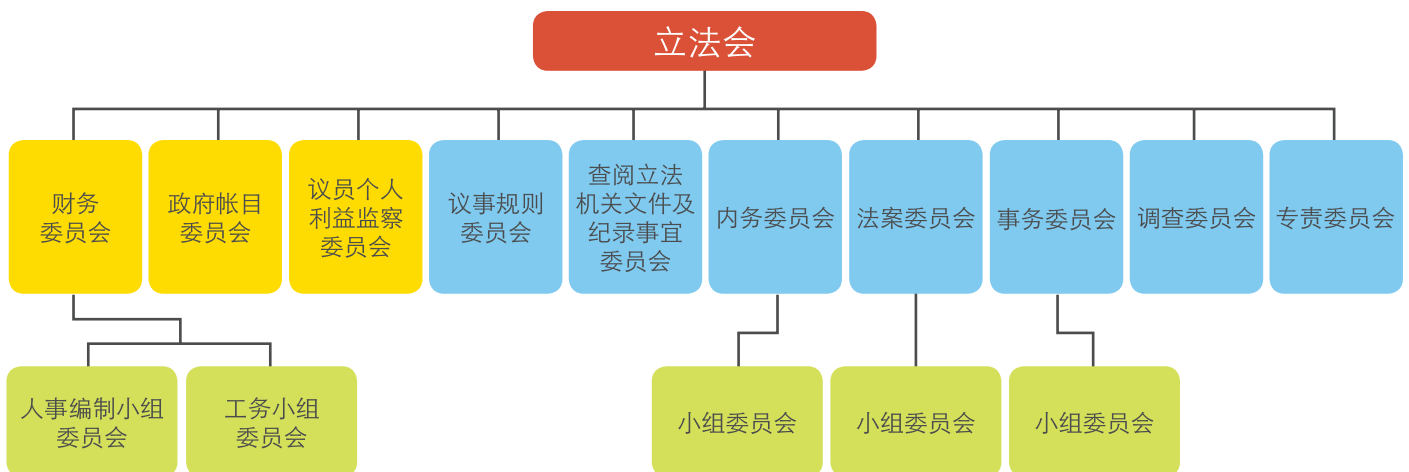 立法会
财务
委员会
政府帐目
委员会
议员个人
利益监察
委员会
议事规则
委员会
查阅立法
机关文件及
纪录事宜
委员会
内务委员会
法案委员会
事务委员会
调查委员会
专责委员会
人事编制小组
委员会
工务小组
委员会
小组委员会
小组委员会
小组委员会